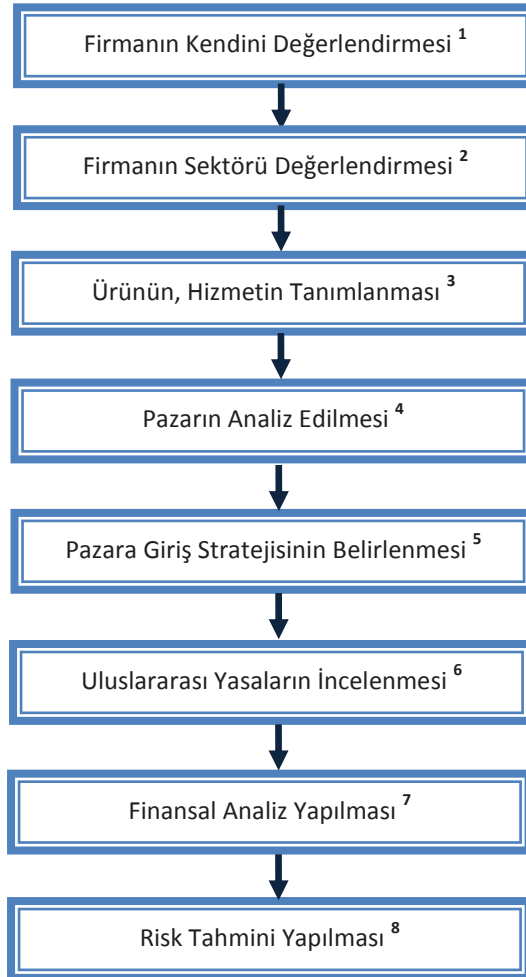 Firmanın Kendini Değerlendirmesi 1
Firmanın Sektörü Değerlendirmesi 2
Ürünün, Hizmetin Tanımlanması 3
Pazarın Analiz Edilmesi 4
Pazara Giriş Stratejisinin Belirlenmesi 5
Uluslararası Yasaların İncelenmesi 6
Finansal Analiz Yapılması 7
Risk Tahmini Yapılması 8